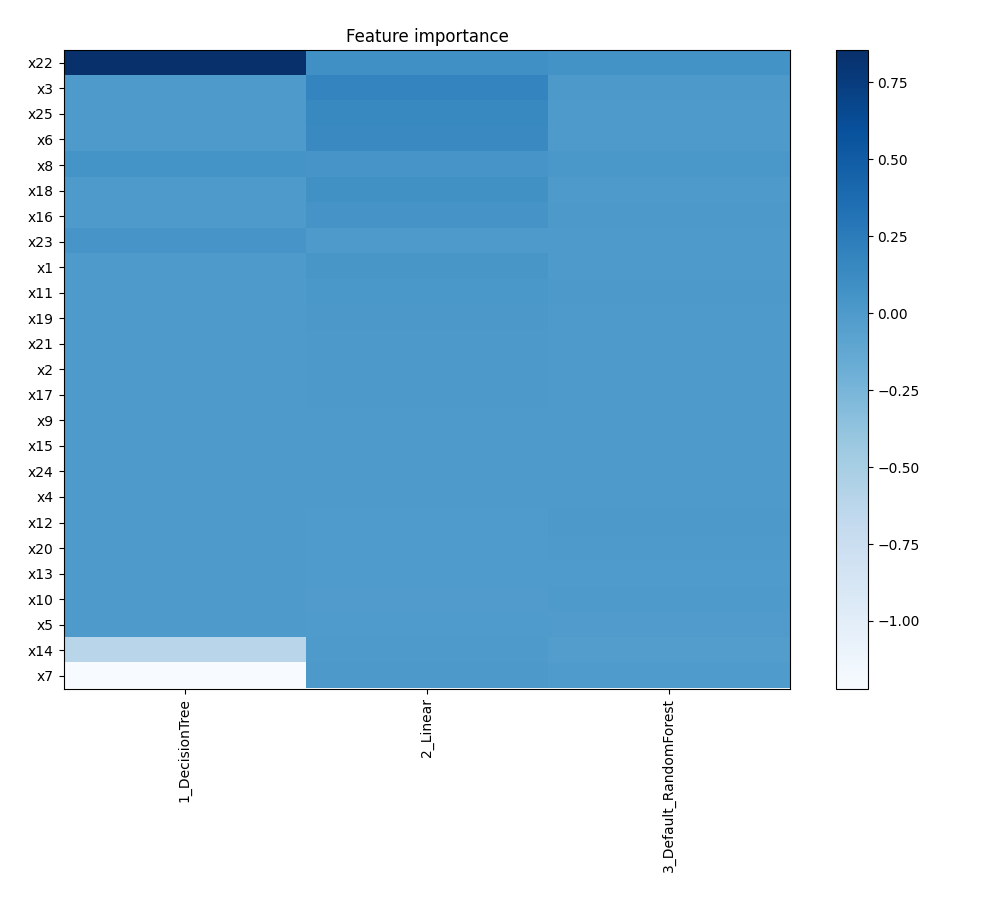 Feature importance
x22
x3
x25
x6
x8
x18
x16
x23
x1
x11
x19
x21
x2
x17
x9
x15
x24
x4
x12
x20
x13
x10
x5
x14
x7
1_DecisionTree
2_Linear
3_Default_RandomForest
0.75
0.50
0.25
0.00
−0.25
−0.50
−0.75
−1.00